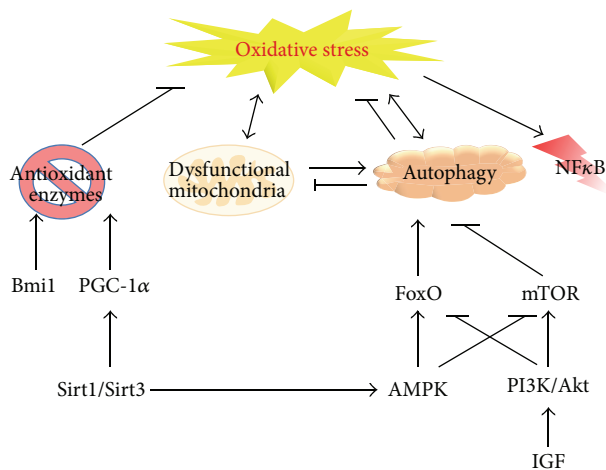 Oxidative stress
Antioxidant
enzymes
Dysfunctional
mitochondria
Autophagy
NFκB
Bmi1
PGC-1α
FoxO
mTOR
Sirt1/Sirt3
AMPK
PI3K/Akt
IGF